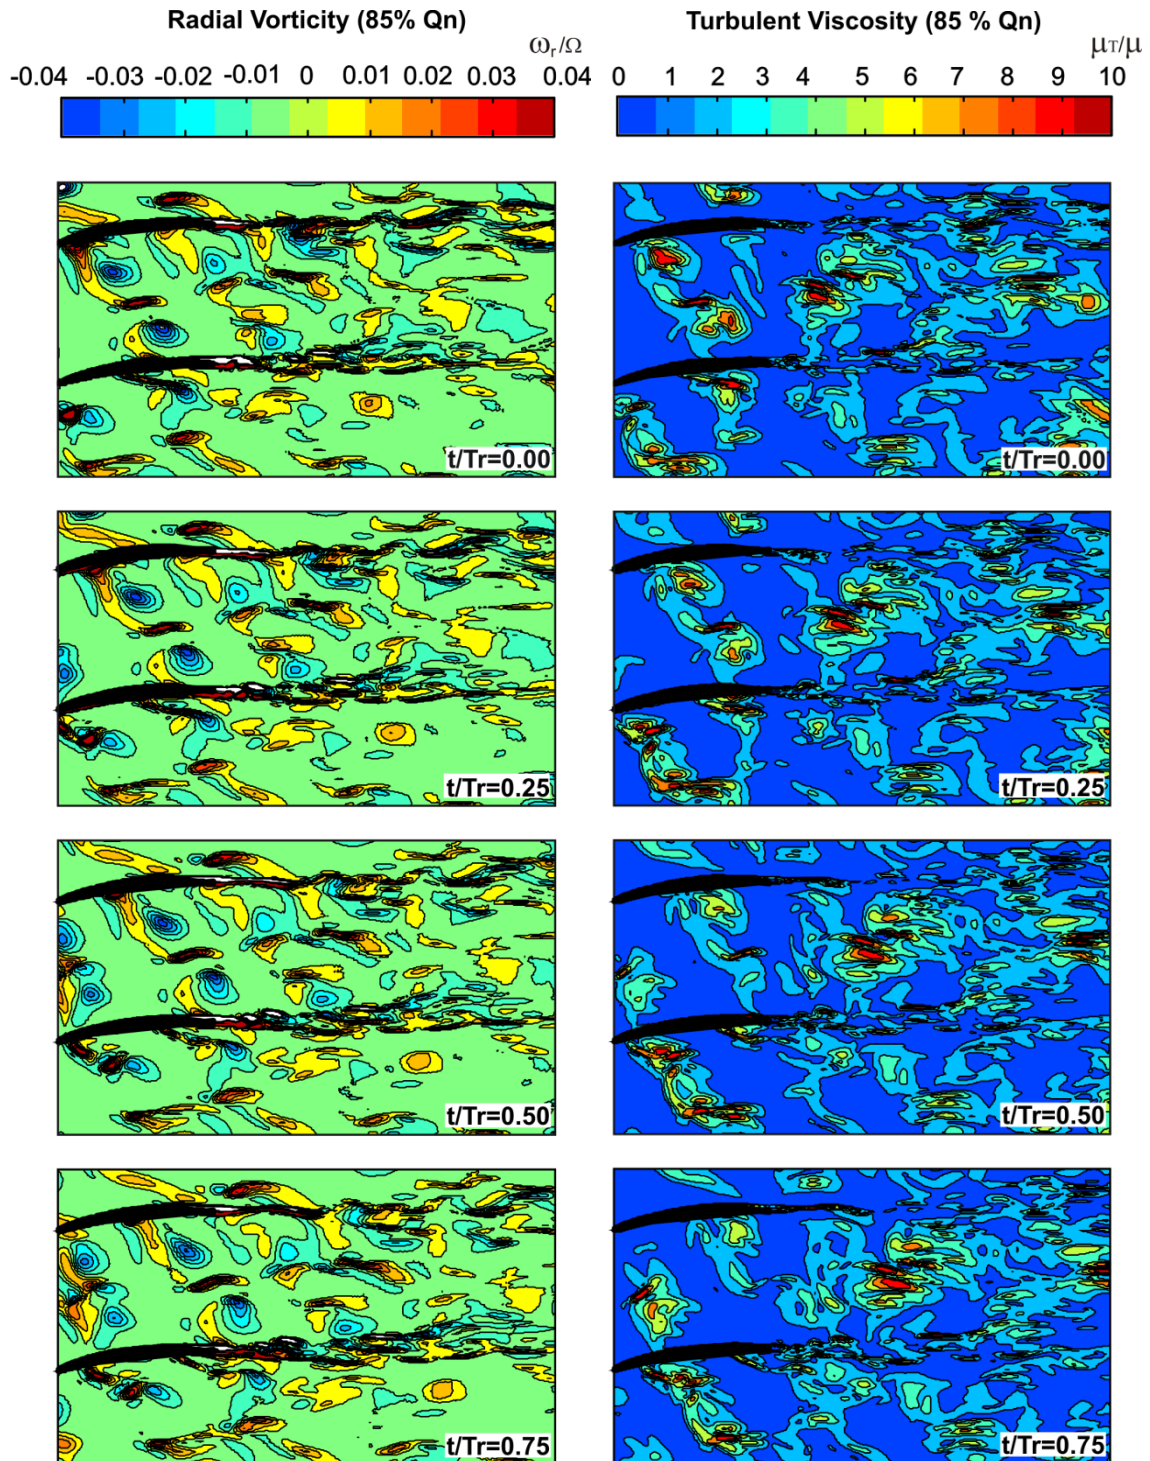 Radial Vorticity (85% Qn)
Turbulent Viscosity (85 % Qn)
ωr/Ω
μT/μ
-0.04 -0.03 -0.02 -0.01 0 0.01 0.02 0.03 0.04
0 1 2 3 4 5 6 7 8 9 10
t/Tr=0.00
t/Tr=0.00
t/Tr=0.25
t/Tr=0.25
t/Tr=0.50
t/Tr=0.50
t/Tr=0.75
t/Tr=0.75